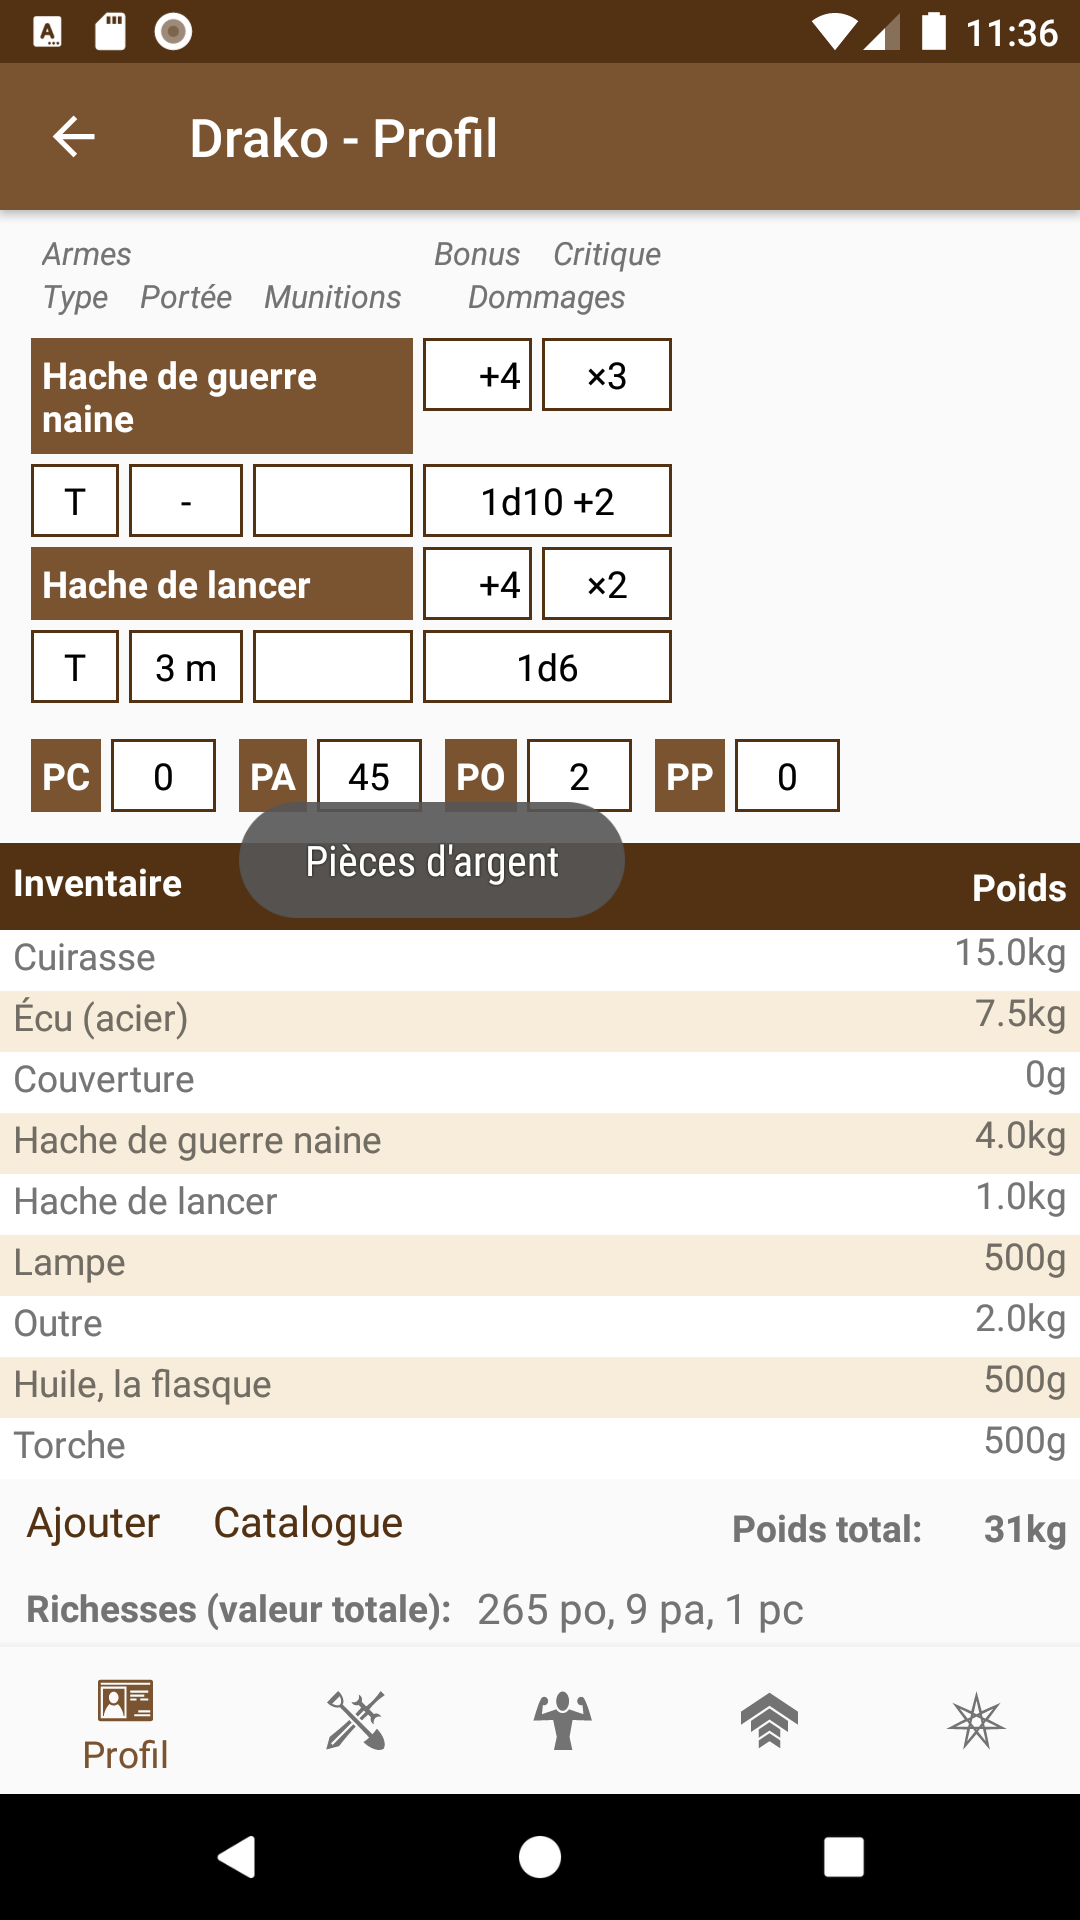 11:36
Drako - Profil
Armes Bonus Critique
Type Portée Munitions Dommages
Hache de guerre +4 ×3
naine
T - 1d10 +2
Hache de lancer +4 ×2
T 3 m 1d6
PC 0 PA 45 PO 2 PP 0
Pièces d'argent
Inventaire Poids
Cuirasse 15.0kg
Écu (acier) 7.5kg
Couverture 0g
Hache de guerre naine 4.0kg
Hache de lancer 1.0kg
Lampe 500g
Outre 2.0kg
Huile, la flasque 500g
Torche 500g
Ajouter Catalogue Poids total: 31kg
Richesses (valeur totale): 265 po, 9 pa, 1 pc
Profil